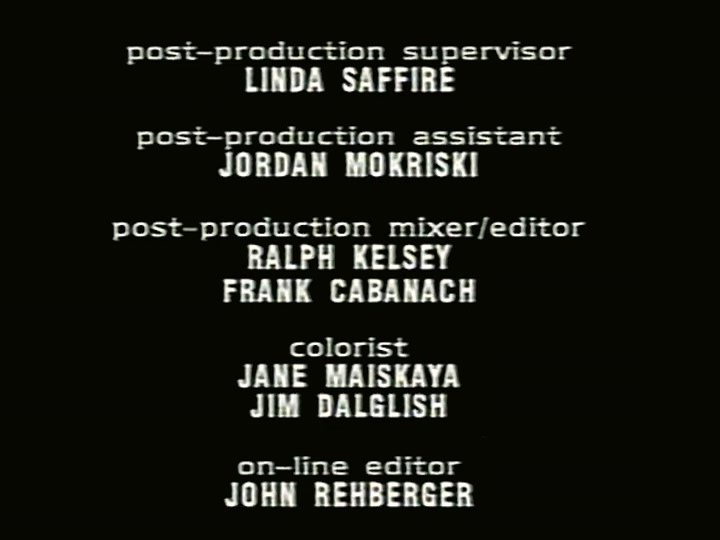 post-production supervisor
LINDA SAFFIRE
post-production assistant
JORDAN MOKRISKI
post-production mixer/editor
RALPH KELSEY
FRANK CABANACH
colorist
JANE MAISKAYA
JIM DALGLISH
on-line editor
JOHN REHBERGER